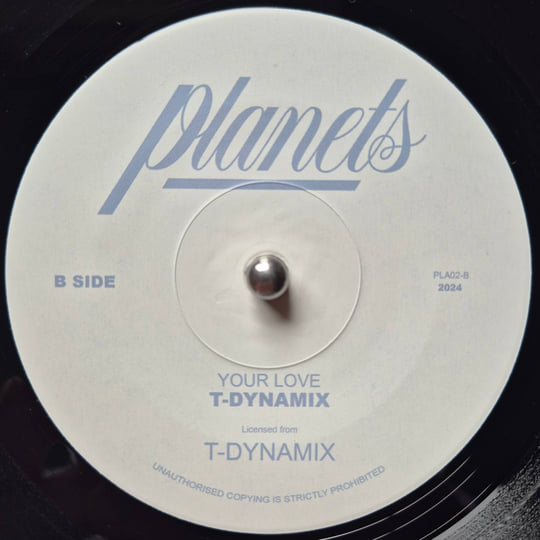 planets
B SIDE
PLA02-B
2024
YOUR LOVE
T-DYNAMIX
Licensed from
T-DYNAMIX
UNAUTHORISED COPYING IS STRICTLY PROHIBITED